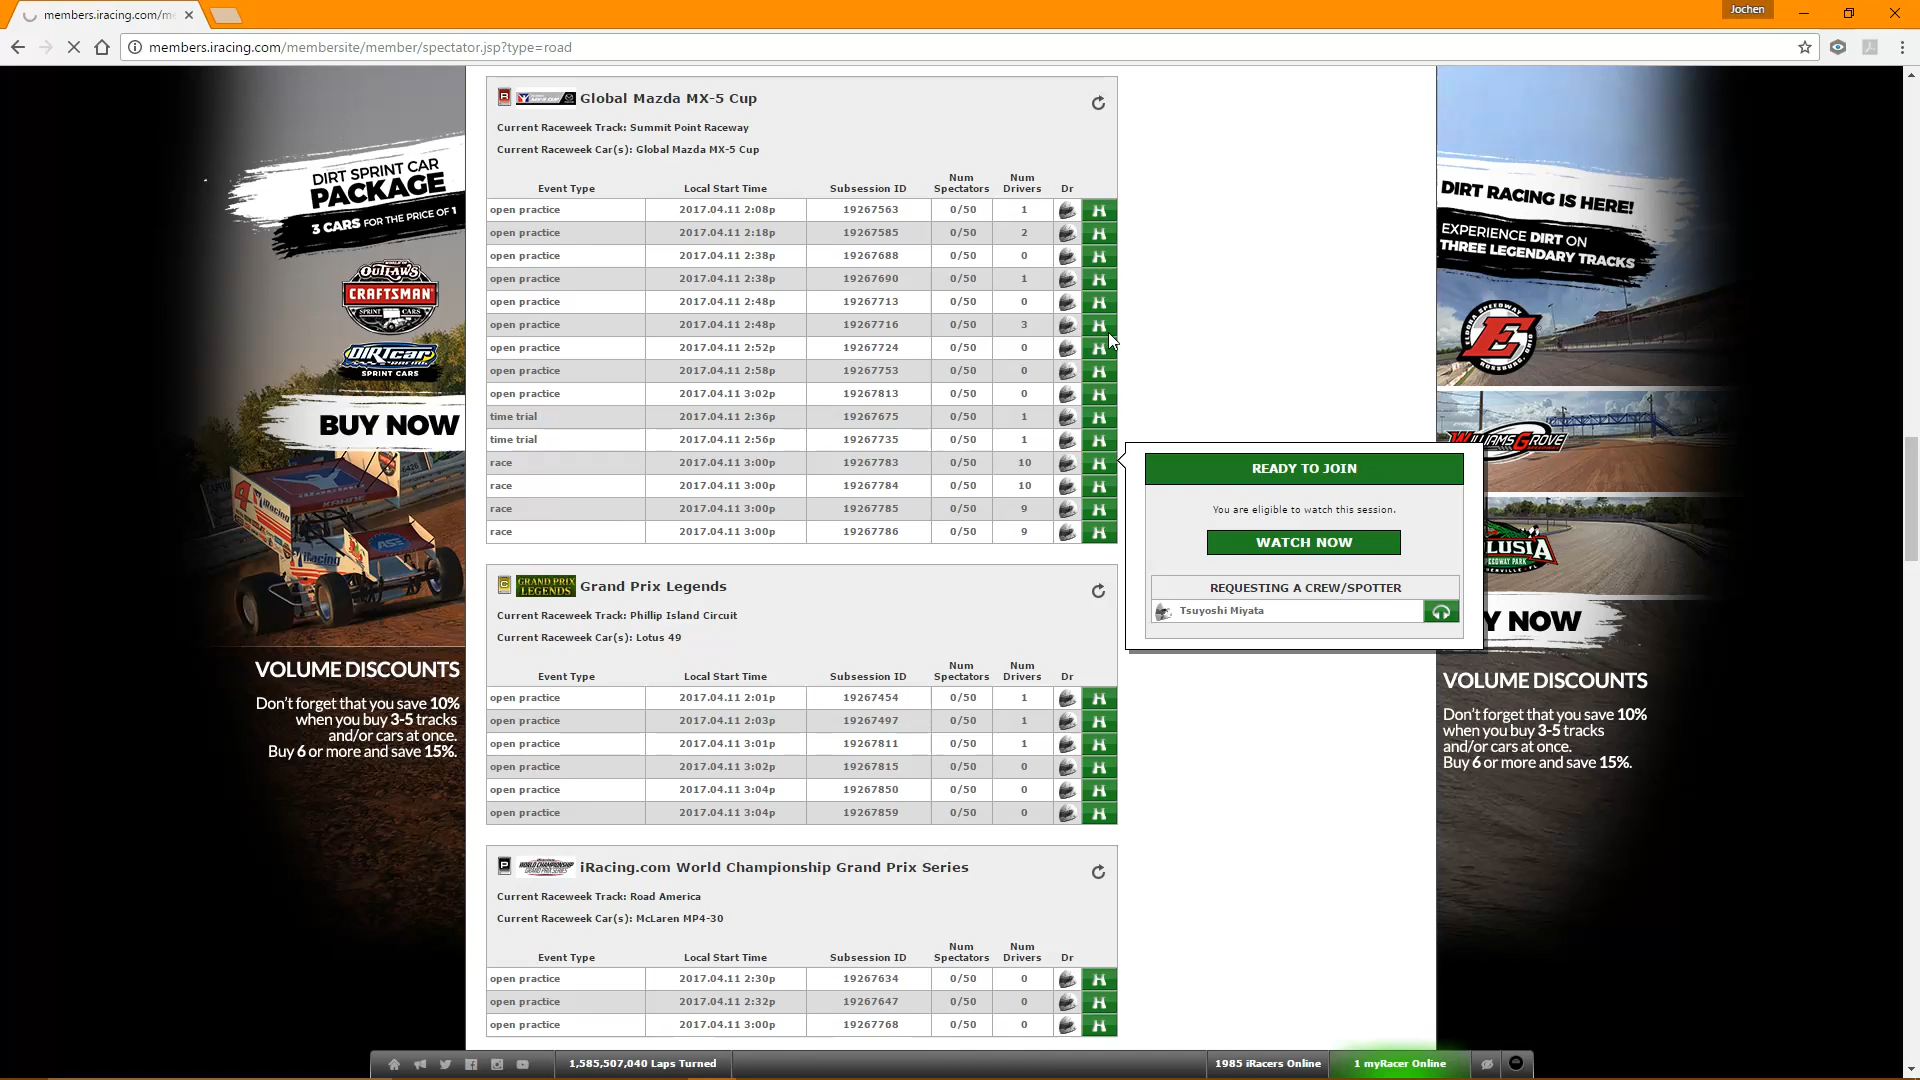 members.iracing.com/me
Jochen
members.iracing.com/membersite/member/spectator.jsp?type=road
DIRT SPRINT CAR
PACKAGE
3 CARS FOR THE PRICE OF 1
OUTLAWS
CRAFTSMAN
SPRINT CARS
DIRTcar
SPRINT CARS
BUY NOW
VOLUME DISCOUNTS
Don't forget that you save 10%
when you buy 3-5 tracks
and/or cars at once.
Buy 6 or more and save 15%.
R Global Mazda MX-5 Cup
Current Raceweek Track: Summit Point Raceway
Current Raceweek Car(s): Global Mazda MX-5 Cup
Event Type Local Start Time Subsession ID Num Spectators Num Drivers Dr
open practice 2017.04.11 2:08p 19267563 0/50 1
open practice 2017.04.11 2:18p 19267585 0/50 2
open practice 2017.04.11 2:38p 19267688 0/50 0
open practice 2017.04.11 2:38p 19267690 0/50 1
open practice 2017.04.11 2:48p 19267713 0/50 0
open practice 2017.04.11 2:48p 19267716 0/50 3
open practice 2017.04.11 2:52p 19267724 0/50 0
open practice 2017.04.11 2:58p 19267753 0/50 0
open practice 2017.04.11 3:02p 19267813 0/50 0
time trial 2017.04.11 2:36p 19267675 0/50 1
time trial 2017.04.11 2:56p 19267735 0/50 1
race 2017.04.11 3:00p 19267783 0/50 10
race 2017.04.11 3:00p 19267784 0/50 10
race 2017.04.11 3:00p 19267785 0/50 9
race 2017.04.11 3:00p 19267786 0/50 9
READY TO JOIN
You are eligible to watch this session.
WATCH NOW
REQUESTING A CREW/SPOTTER
Tsuyoshi Miyata
C GRAND PRIX LEGENDS Grand Prix Legends
Current Raceweek Track: Phillip Island Circuit
Current Raceweek Car(s): Lotus 49
Event Type Local Start Time Subsession ID Num Spectators Num Drivers Dr
open practice 2017.04.11 2:01p 19267454 0/50 1
open practice 2017.04.11 2:03p 19267497 0/50 1
open practice 2017.04.11 3:01p 19267811 0/50 1
open practice 2017.04.11 3:02p 19267815 0/50 0
open practice 2017.04.11 3:04p 19267850 0/50 0
open practice 2017.04.11 3:04p 19267859 0/50 0
P iRacing.com World Championship Grand Prix Series
Current Raceweek Track: Road America
Current Raceweek Car(s): McLaren MP4-30
Event Type Local Start Time Subsession ID Num Spectators Num Drivers Dr
open practice 2017.04.11 2:30p 19267634 0/50 0
open practice 2017.04.11 2:32p 19267647 0/50 0
open practice 2017.04.11 3:00p 19267768 0/50 0
DIRT RACING IS HERE!
EXPERIENCE DIRT ON
THREE LEGENDARY TRACKS
E
ELDORA SPEEDWAY
ROSSBURG, OHIO
WILLIAMS GROVE
LUSIA
SPEEDWAY PARK
Y NOW
VOLUME DISCOUNTS
Don't forget that you save 10%
when you buy 3-5 tracks
and/or cars at once.
Buy 6 or more and save 15%.
1,585,507,040 Laps Turned
1985 iRacers Online
1 myRacer Online